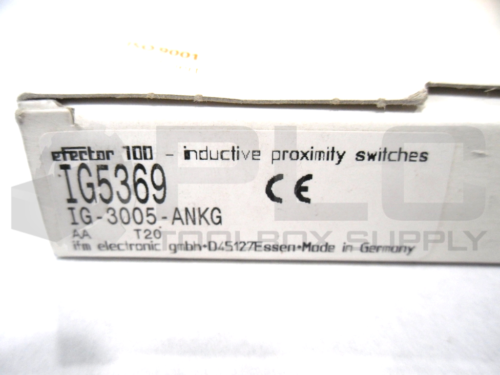 efector 100 - inductive proximity switches
IG5369 CE
IG-3005-ANKG
AA T20
ifm electronic gmbh·D45127Essen·Made in Germany
PLC
TOOLBOX SUPPLY